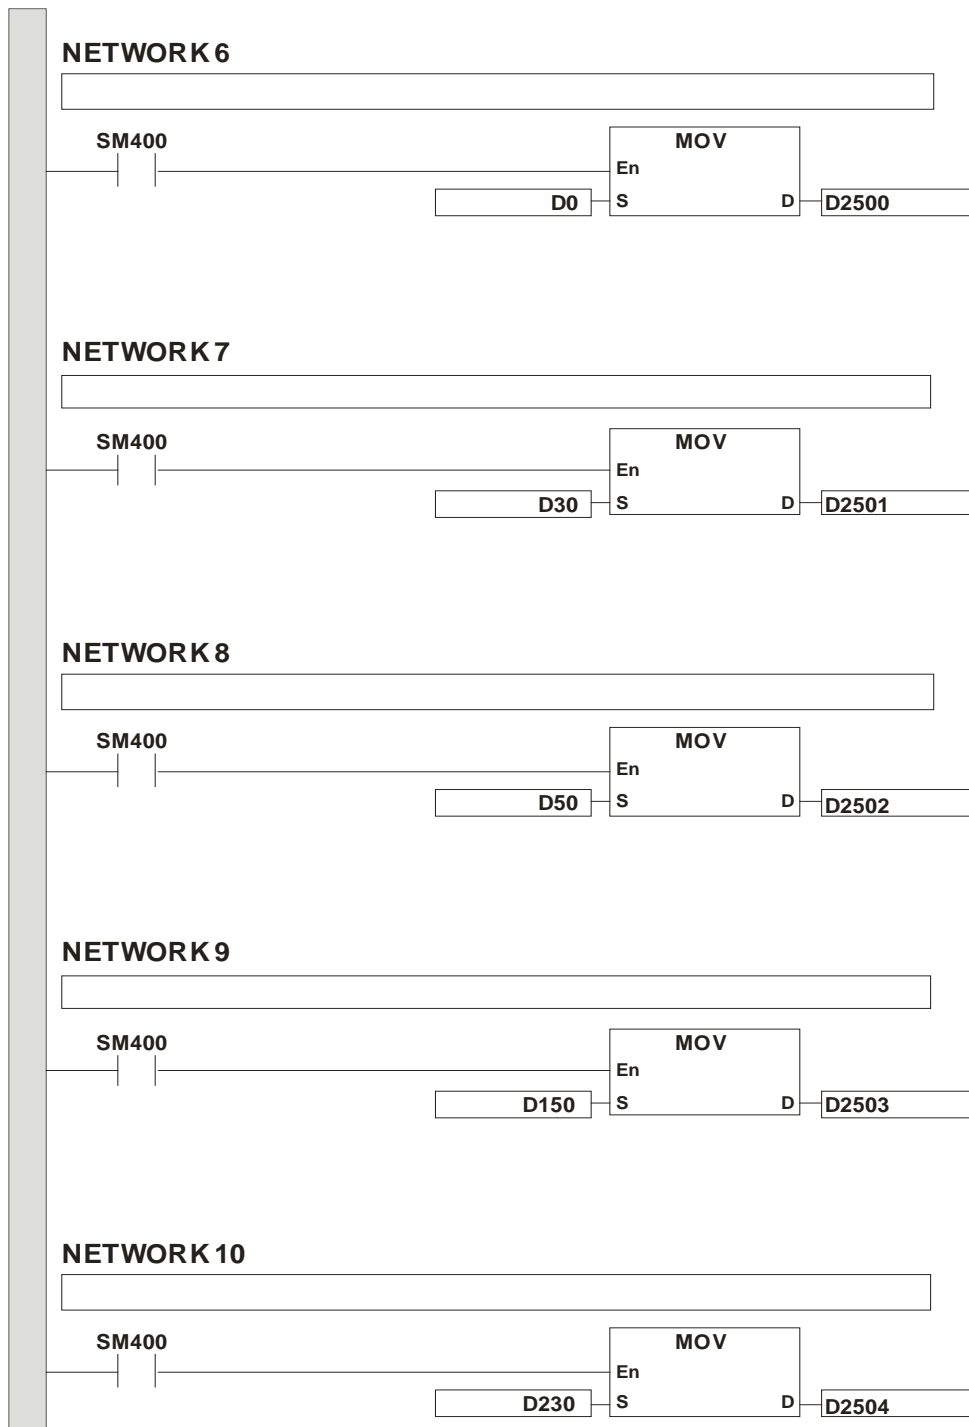 NETWORK 6
SM400
MOV
En
D0 S D D2500
NETWORK 7
SM400
MOV
En
D30 S D D2501
NETWORK 8
SM400
MOV
En
D50 S D D2502
NETWORK 9
SM400
MOV
En
D150 S D D2503
NETWORK 10
SM400
MOV
En
D230 S D D2504